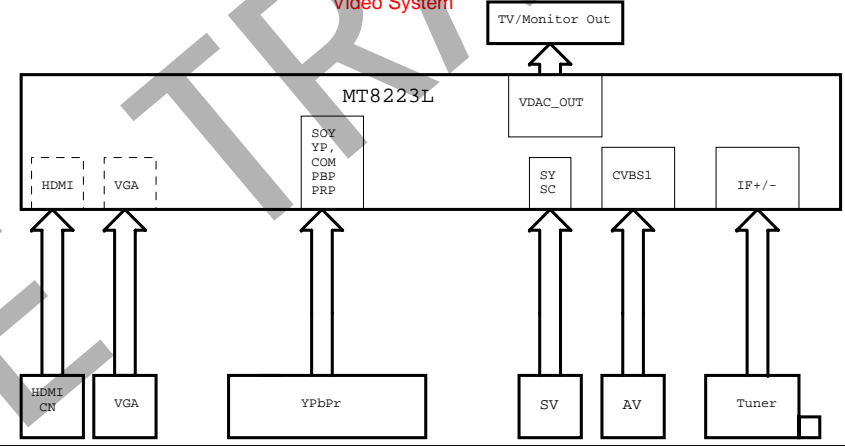 Video System
TV/Monitor Out
MT8223L
VDAC_OUT
SOY
YP,
COM
PBP
PRP
HDMI
VGA
SY
SC
CVBS1
IF+/-
HDMI
CN
VGA
YPbPr
SV
AV
Tuner